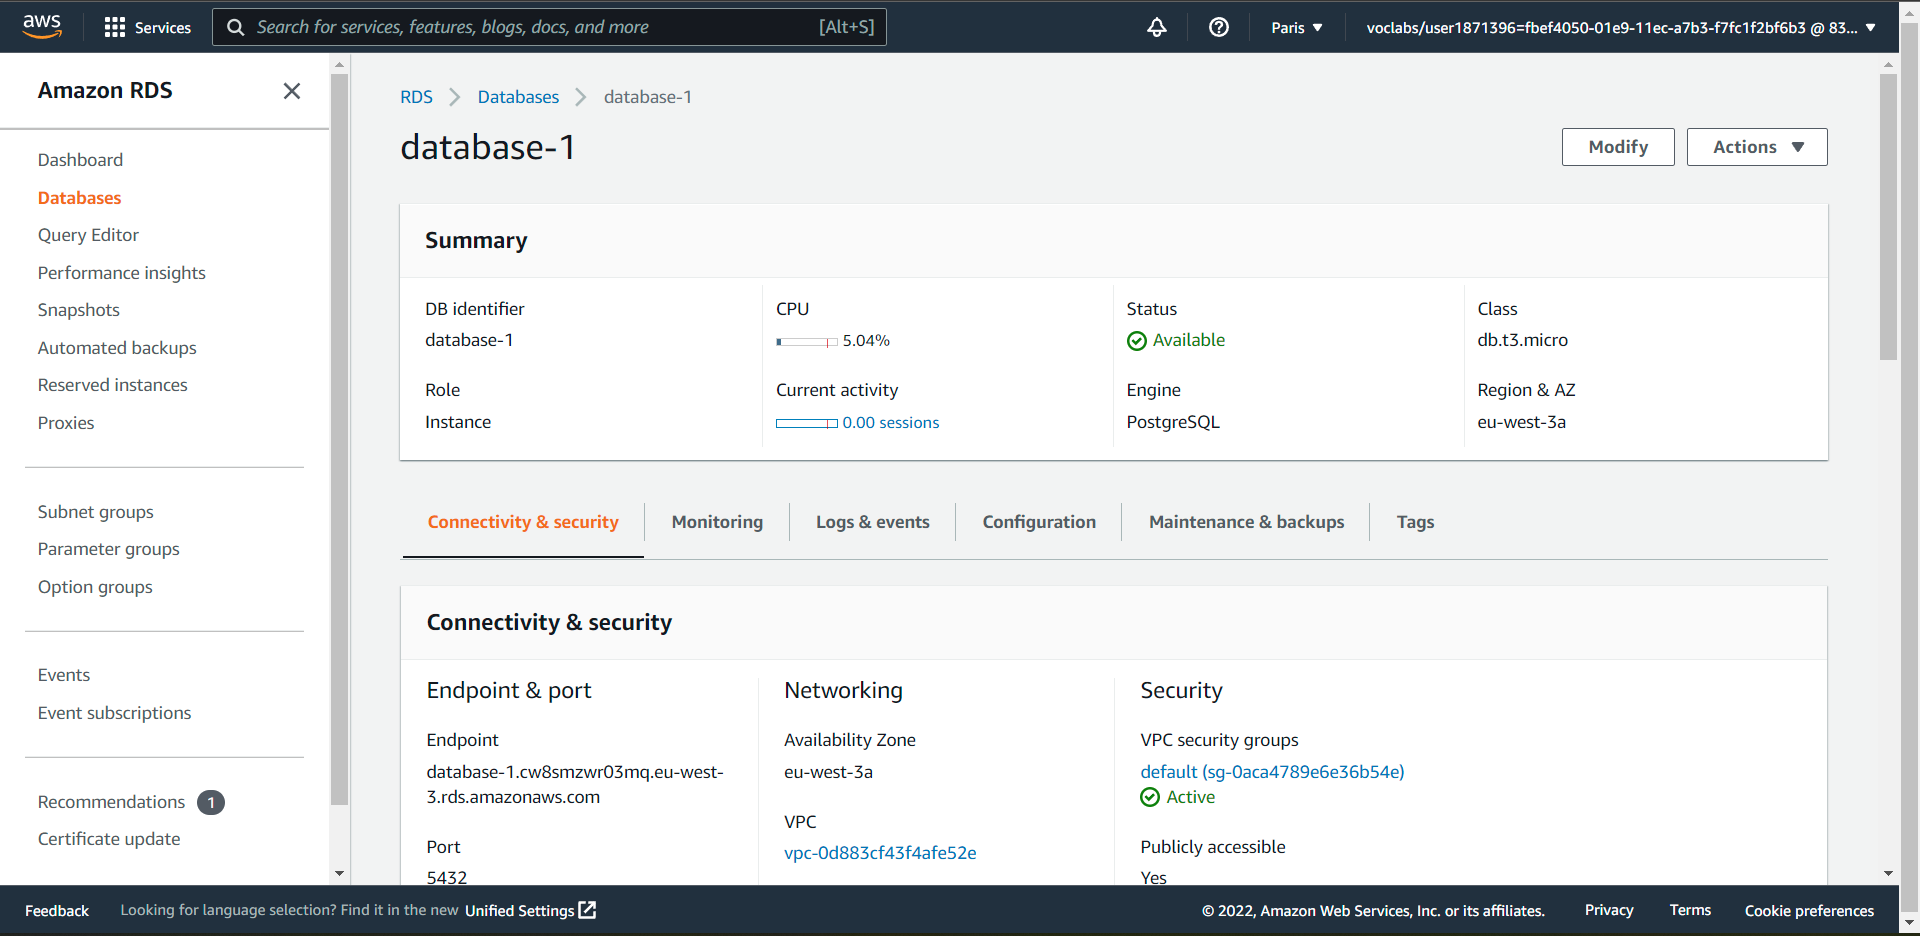 aws
Services
Search for services, features, blogs, docs, and more [Alt+S]
Paris
voclabs/user1871396=fbef4050-01e9-11ec-a7b3-f7fc1f2bf6b3 @ 83...
Amazon RDS
Dashboard
Databases
Query Editor
Performance insights
Snapshots
Automated backups
Reserved instances
Proxies
Subnet groups
Parameter groups
Option groups
Events
Event subscriptions
Recommendations 1
Certificate update
RDS > Databases > database-1
database-1
Modify
Actions
Summary
DB identifier
database-1
CPU
5.04%
Status
Available
Class
db.t3.micro
Role
Instance
Current activity
0.00 sessions
Engine
PostgreSQL
Region & AZ
eu-west-3a
Connectivity & security
Monitoring
Logs & events
Configuration
Maintenance & backups
Tags
Connectivity & security
Endpoint & port
Endpoint
database-1.cw8smzwr03mq.eu-west-
3.rds.amazonaws.com
Port
5432
Networking
Availability Zone
eu-west-3a
VPC
vpc-0d883cf43f4afe52e
Security
VPC security groups
default (sg-0aca4789e6e36b54e)
Active
Publicly accessible
Yes
Feedback
Looking for language selection? Find it in the new Unified Settings
© 2022, Amazon Web Services, Inc. or its affiliates.
Privacy
Terms
Cookie preferences